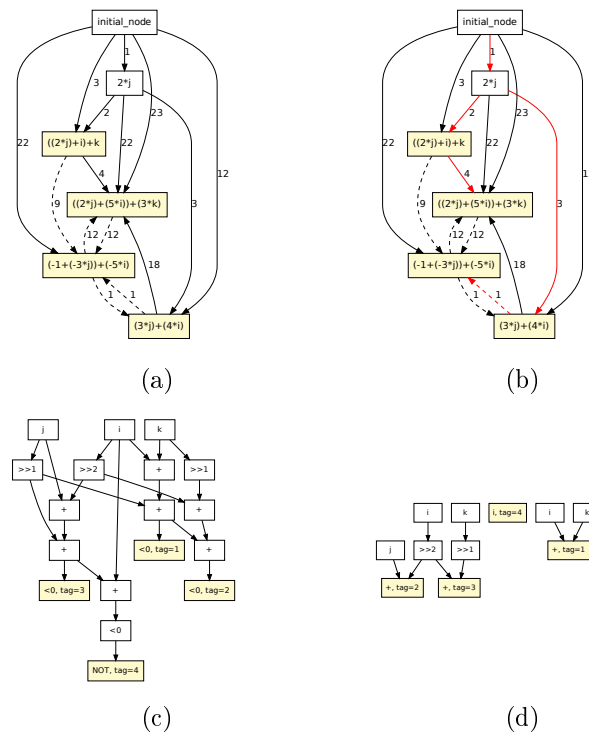 initial_node
1
2*j
3
23
2
22
22
12
((2*j)+i)+k
4
9
3
((2*j)+(5*i))+(3*k)
12
12
(-1+(-3*j))+(-5*i)
18
1
1
(3*j)+(4*i)
(a)
initial_node
1
2*j
3
23
2
22
22
((2*j)+i)+k
4
9
3
((2*j)+(5*i))+(3*k)
12
12
(-1+(-3*j))+(-5*i)
18
1
1
(3*j)+(4*i)
(b)
j
i
k
>>1
>>2
+
>>1
+
+
+
+
+
<0, tag=1
<0, tag=3
+
<0, tag=2
<0
NOT, tag=4
(c)
i
k
i, tag=4
i
j
>>2
>>1
+, tag=1
+, tag=2
+, tag=3
(d)